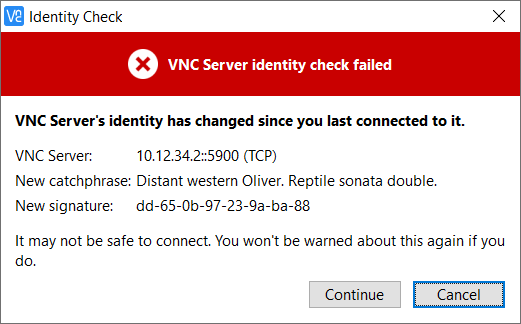 VNC Identity Check
VNC Server identity check failed
VNC Server's identity has changed since you last connected to it.
VNC Server: 10.12.34.2::5900 (TCP)
New catchphrase: Distant western Oliver. Reptile sonata double.
New signature: dd-65-0b-97-23-9a-ba-88
It may not be safe to connect. You won't be warned about this again if you
do.
Continue Cancel